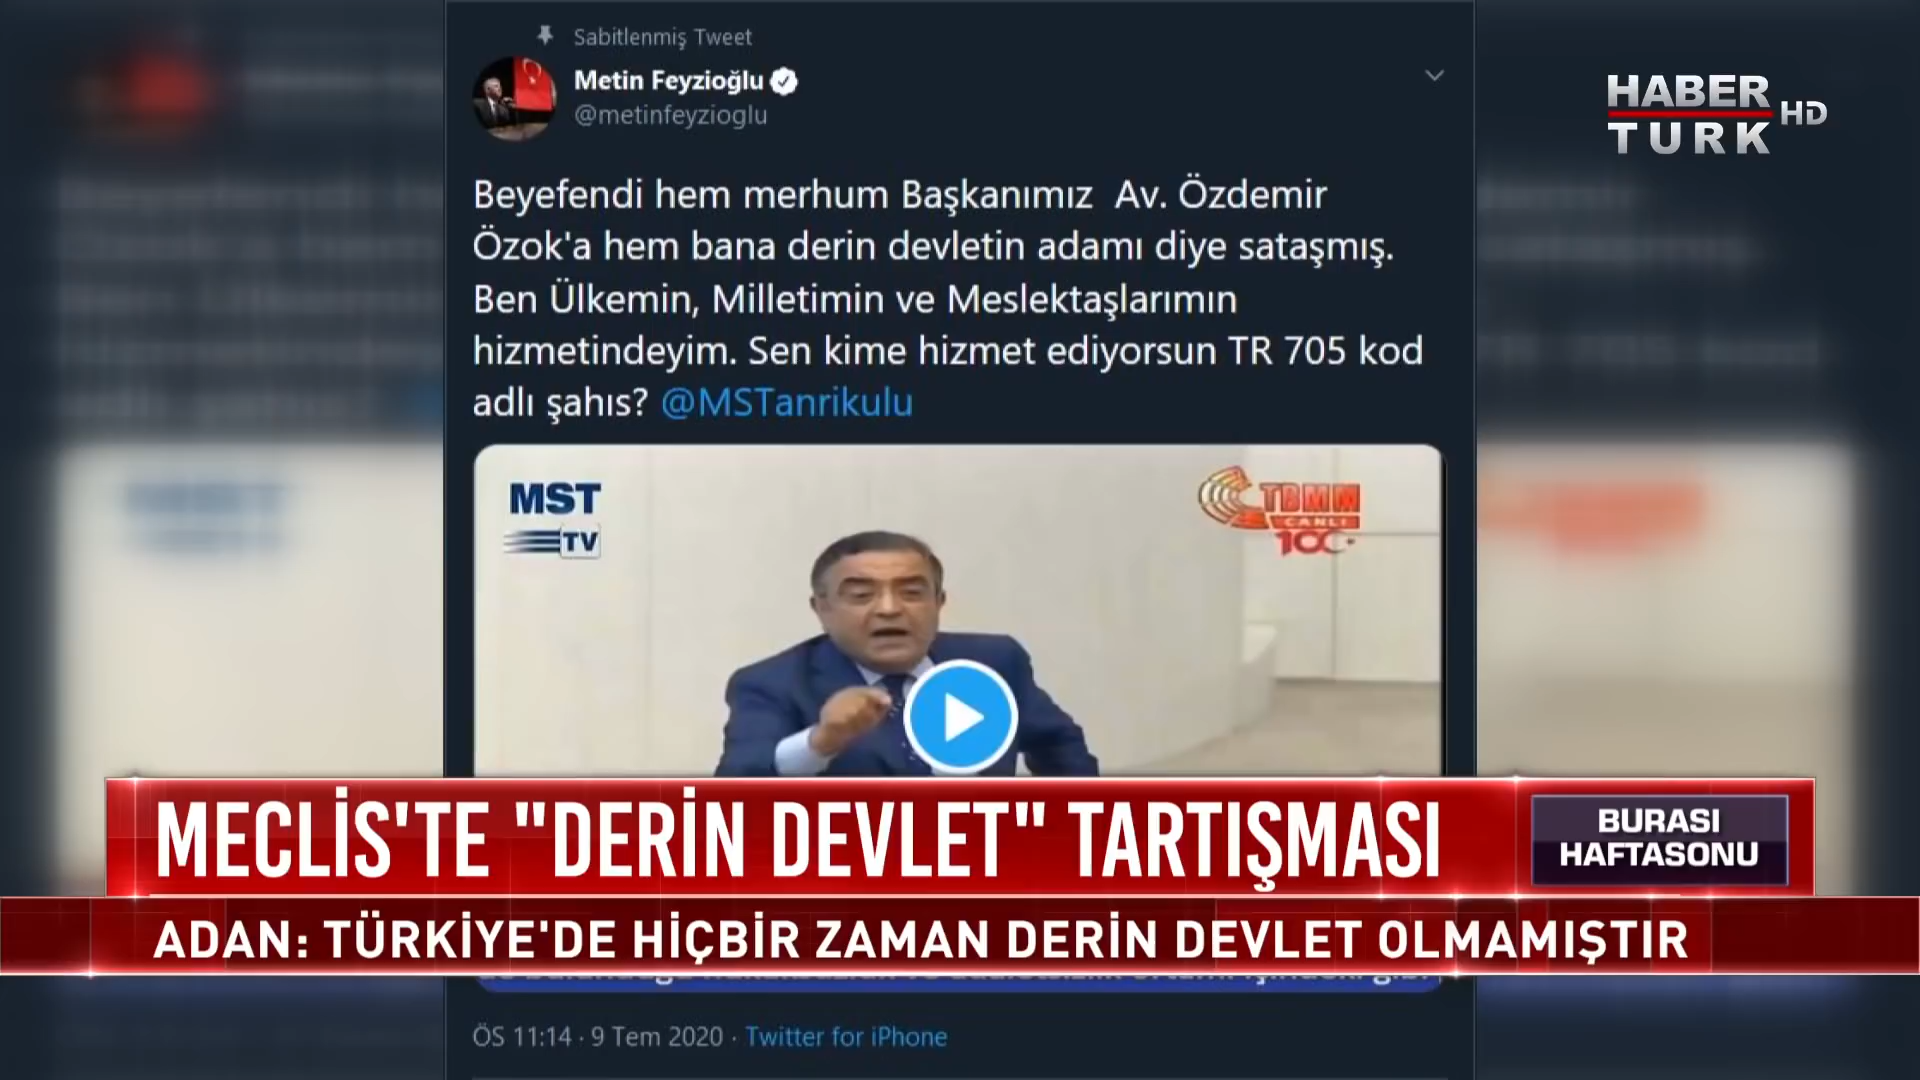 Sabitlenmiş Tweet
Metin Feyzioğlu
@metinfeyzioglu
HABER
TURK HD
Beyefendi hem merhum Başkanımız Av. Özdemir
Özok'a hem bana derin devletin adamı diye sataşmış.
Ben Ülkemin, Milletimin ve Meslektaşlarımın
hizmetindeyim. Sen kime hizmet ediyorsun TR 705 kod
adlı şahıs? @MSTanrikulu
MST
TV
TBMM
CANLI
100
MECLİS'TE "DERİN DEVLET" TARTIŞMASI
BURASI
HAFTASONU
ADAN: TÜRKİYE'DE HİÇBİR ZAMAN DERİN DEVLET OLMAMIŞTIR
ÖS 11:14 · 9 Tem 2020 · Twitter for iPhone